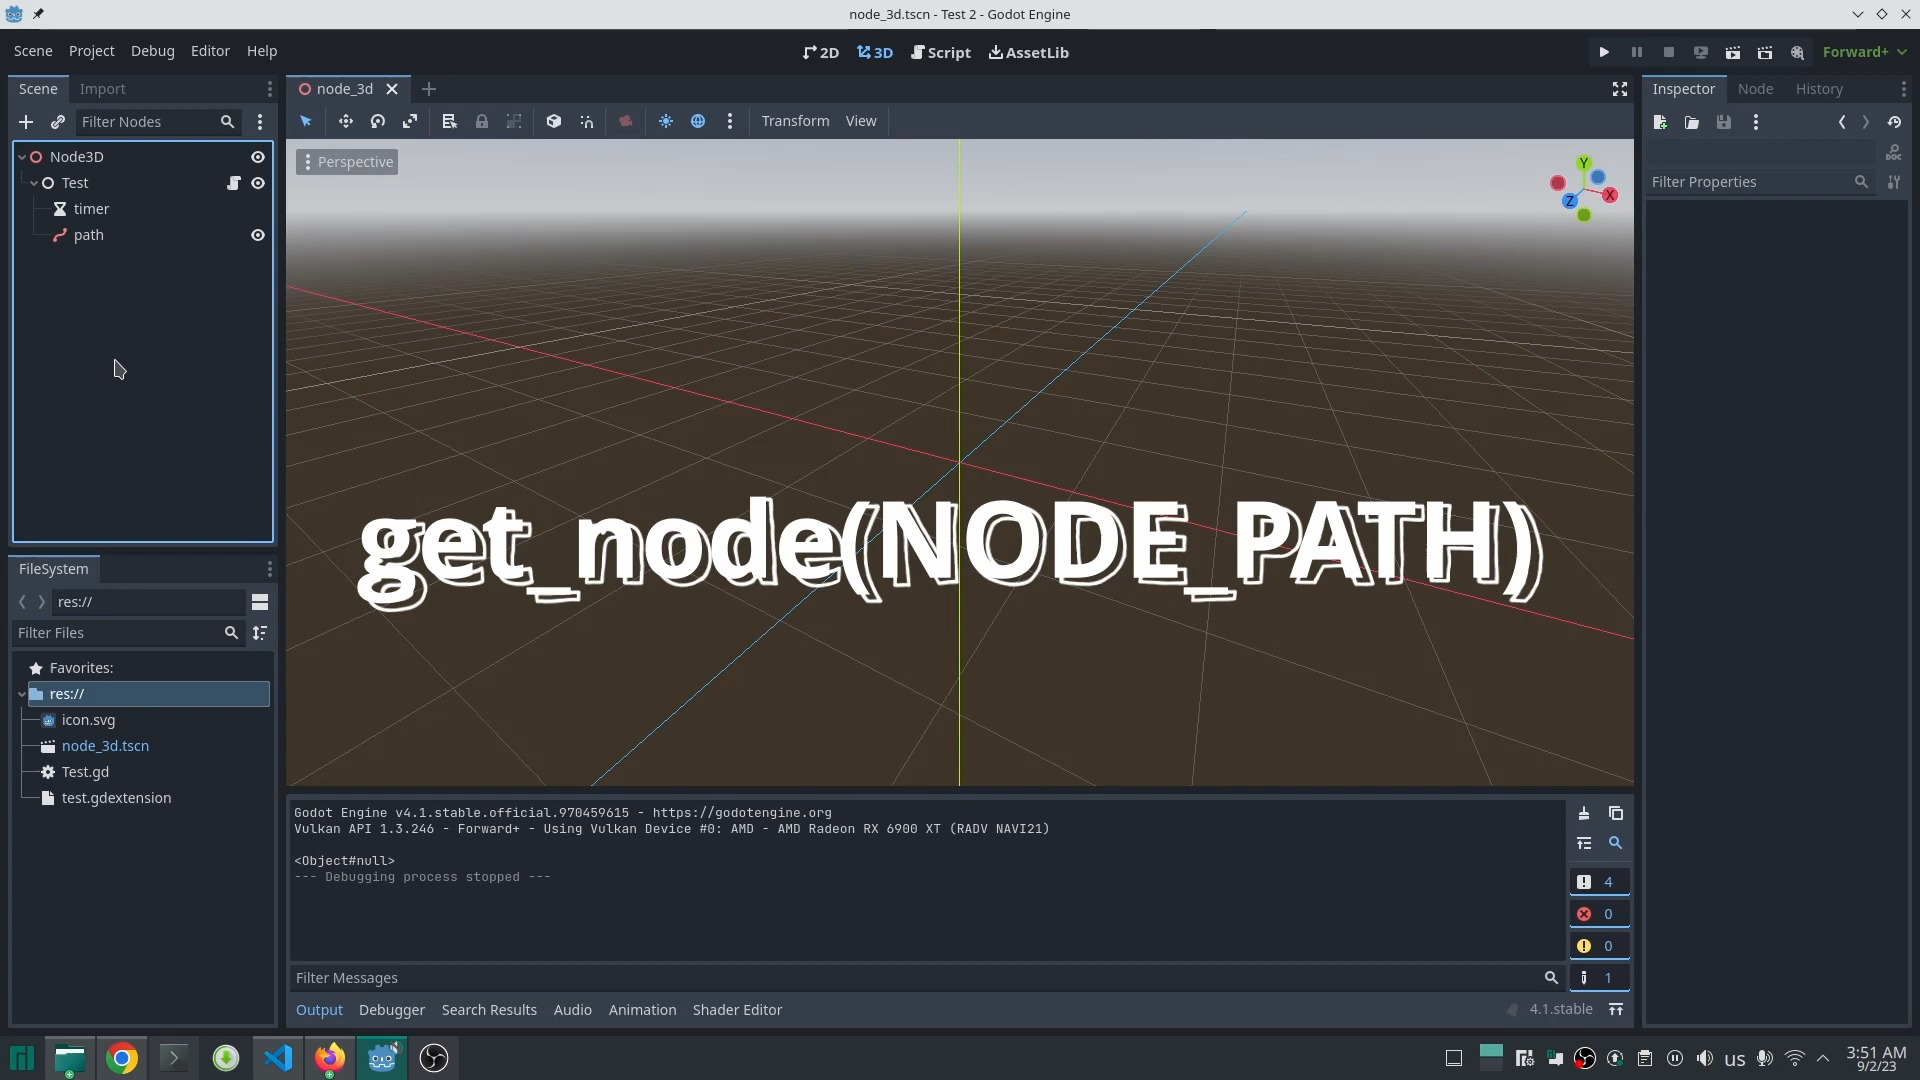 node_3d.tscn - Test 2 - Godot Engine
Scene Project Debug Editor Help
2D 3D Script AssetLib
Forward+
Scene Import
node_3d
Inspector Node History
Filter Nodes
Transform View
Node3D
Test
timer
path
Perspective
Y
X
Z
Filter Properties
get_node(NODE_PATH)
FileSystem
res://
Filter Files
Favorites:
res://
icon.svg
node_3d.tscn
Test.gd
test.gdextension
Godot Engine v4.1.stable.official.970459615 - https://godotengine.org
Vulkan API 1.3.246 - Forward+ - Using Vulkan Device #0: AMD - AMD Radeon RX 6900 XT (RADV NAVI21)
<Object#null>
--- Debugging process stopped ---
4
0
0
1
Filter Messages
Output Debugger Search Results Audio Animation Shader Editor
4.1.stable
us
3:51 AM
9/2/23